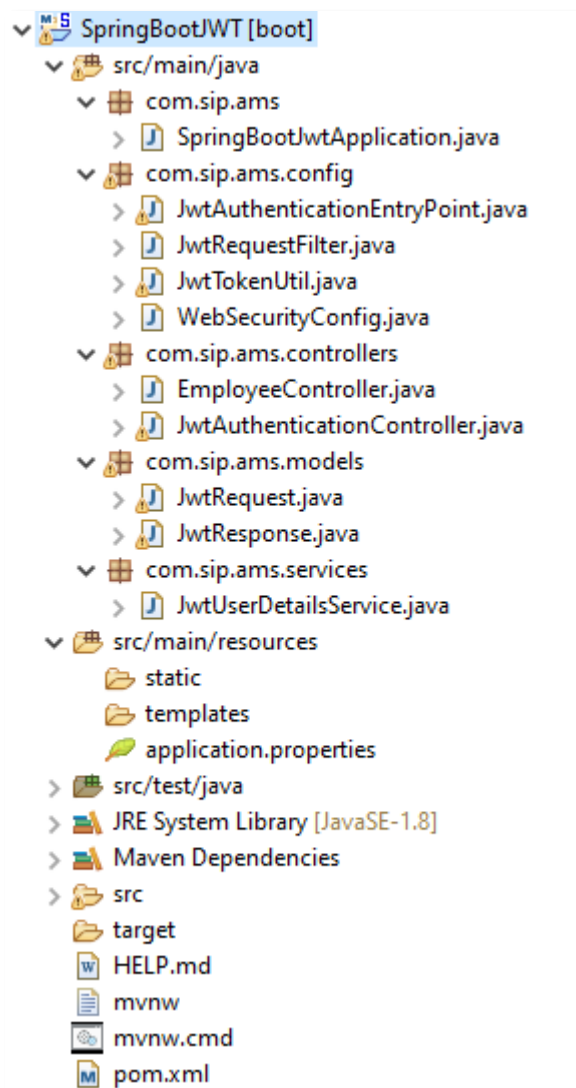 SpringBootJWT [boot]
src/main/java
com.sip.ams
SpringBootJwtApplication.java
com.sip.ams.config
JwtAuthenticationEntryPoint.java
JwtRequestFilter.java
JwtTokenUtil.java
WebSecurityConfig.java
com.sip.ams.controllers
EmployeeController.java
JwtAuthenticationController.java
com.sip.ams.models
JwtRequest.java
JwtResponse.java
com.sip.ams.services
JwtUserDetailsService.java
src/main/resources
static
templates
application.properties
src/test/java
JRE System Library [JavaSE-1.8]
Maven Dependencies
src
target
HELP.md
mvnw
mvnw.cmd
pom.xml